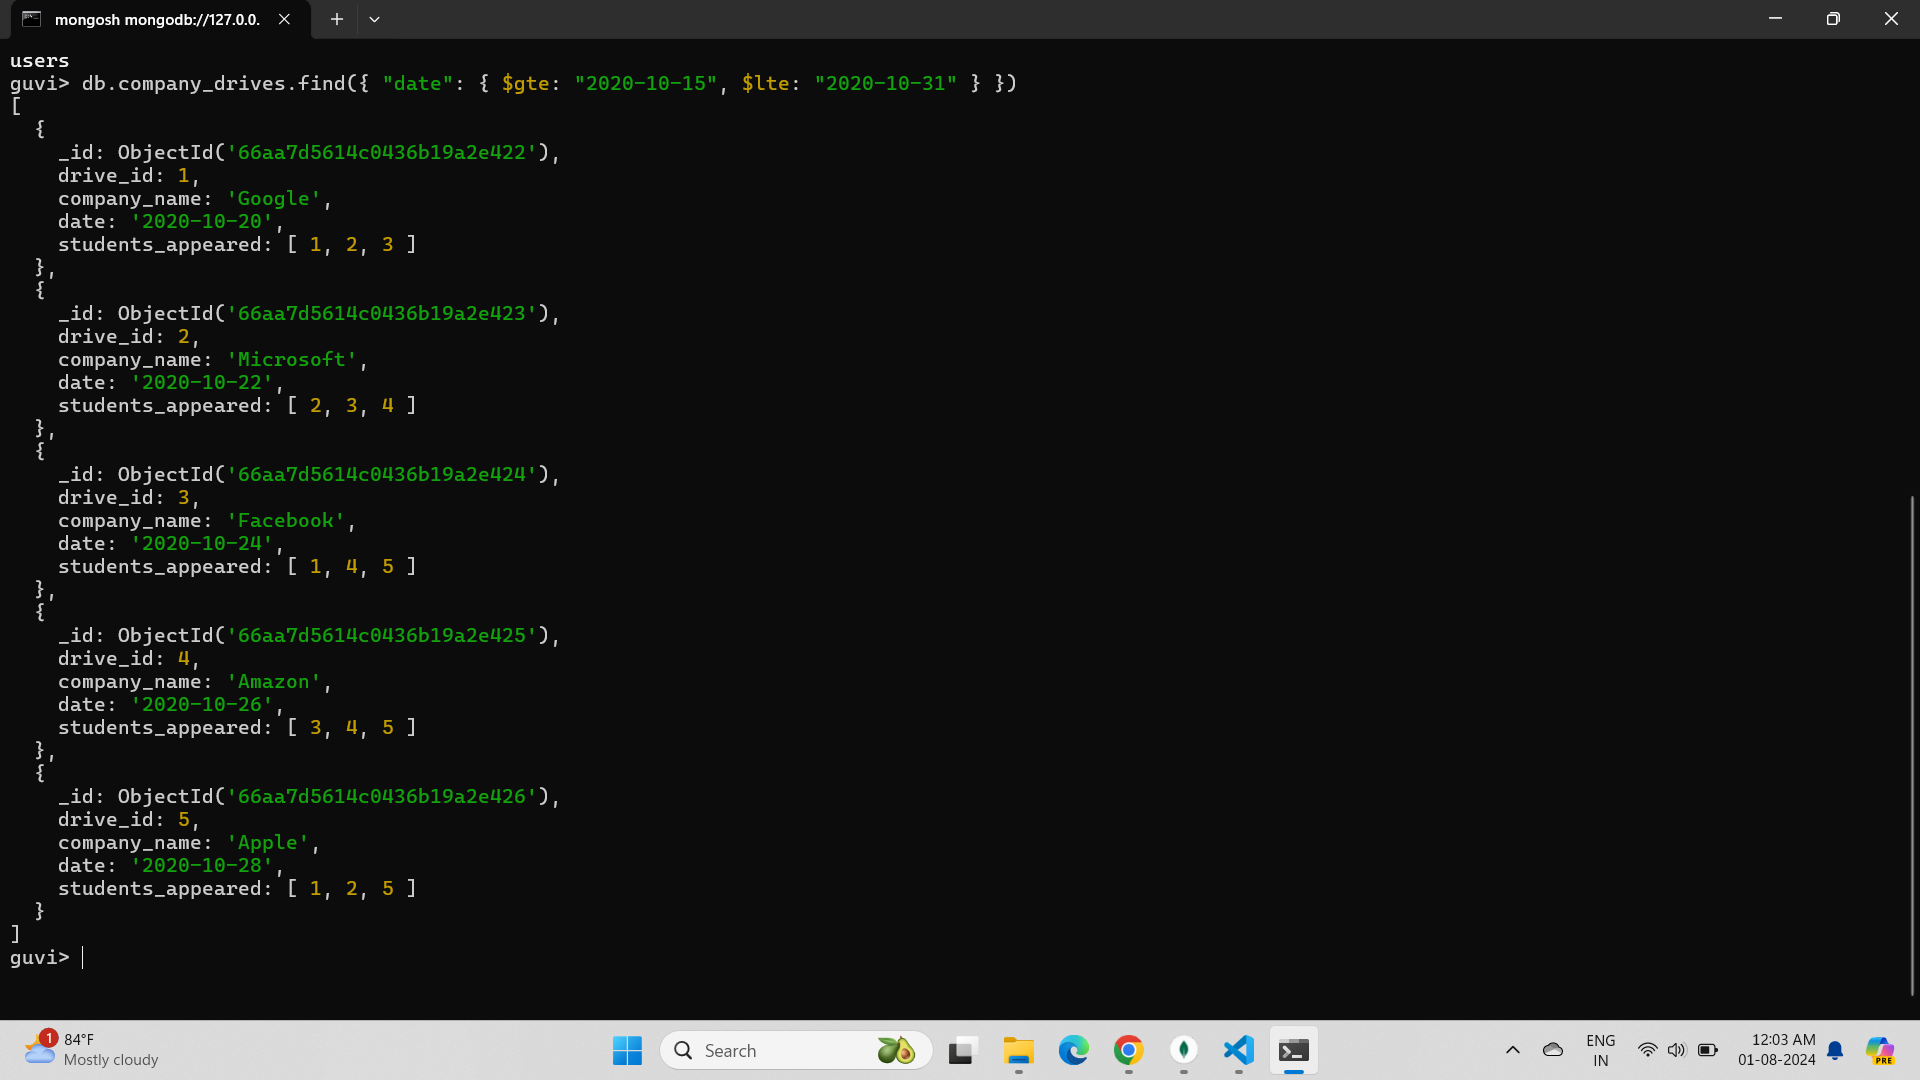 mongosh mongodb://127.0.0.
users
guvi> db.company_drives.find({ "date": { $gte: "2020-10-15", $lte: "2020-10-31" } })
[
  {
    _id: ObjectId('66aa7d5614c0436b19a2e422'),
    drive_id: 1,
    company_name: 'Google',
    date: '2020-10-20',
    students_appeared: [ 1, 2, 3 ]
  },
  {
    _id: ObjectId('66aa7d5614c0436b19a2e423'),
    drive_id: 2,
    company_name: 'Microsoft',
    date: '2020-10-22',
    students_appeared: [ 2, 3, 4 ]
  },
  {
    _id: ObjectId('66aa7d5614c0436b19a2e424'),
    drive_id: 3,
    company_name: 'Facebook',
    date: '2020-10-24',
    students_appeared: [ 1, 4, 5 ]
  },
  {
    _id: ObjectId('66aa7d5614c0436b19a2e425'),
    drive_id: 4,
    company_name: 'Amazon',
    date: '2020-10-26',
    students_appeared: [ 3, 4, 5 ]
  },
  {
    _id: ObjectId('66aa7d5614c0436b19a2e426'),
    drive_id: 5,
    company_name: 'Apple',
    date: '2020-10-28',
    students_appeared: [ 1, 2, 5 ]
  }
]
guvi>
1
84°F
Mostly cloudy
Search
ENG
IN
12:03 AM
01-08-2024
PRE